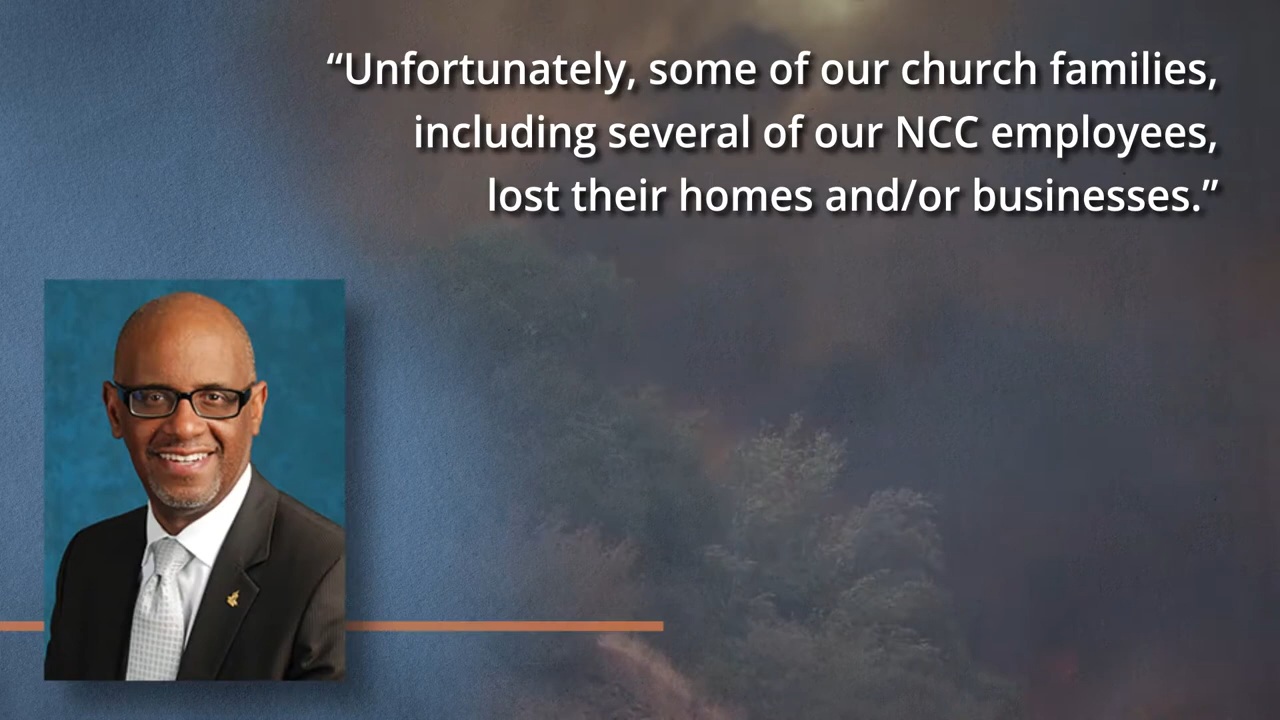 “Unfortunately, some of our church families,
including several of our NCC employees,
lost their homes and/or businesses.”